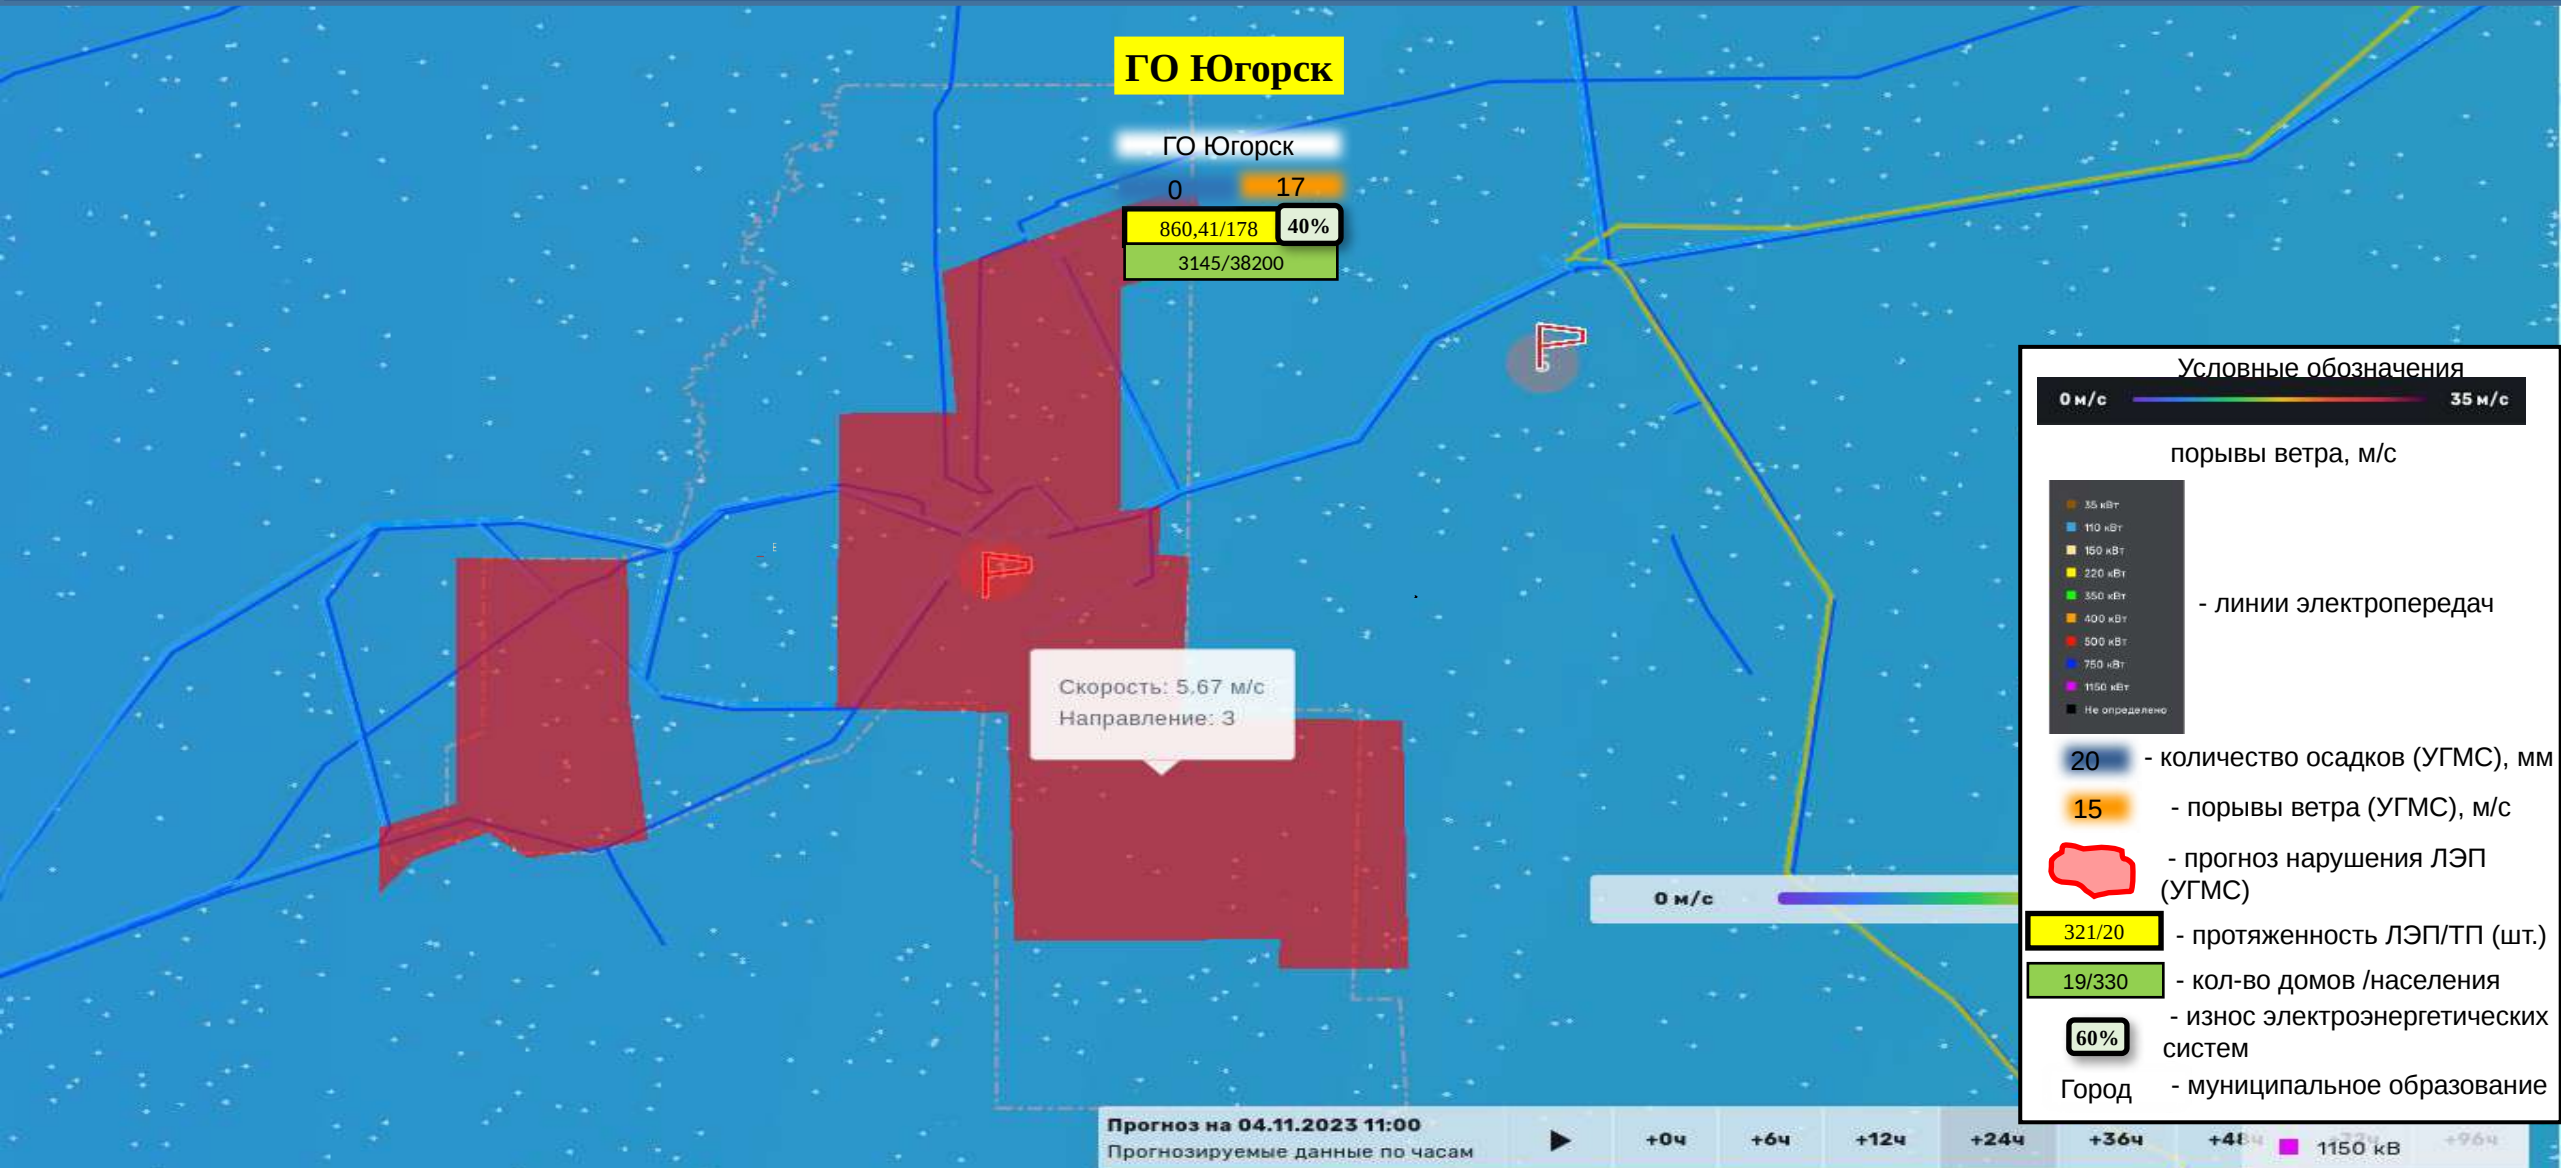 ГО Югорск
ГО Югорск
0
17
860,41/178
40%
3145/38200
Скорость: 5.67 м/с
Направление: З
Условные обозначения
0 м/с
35 м/с
порывы ветра, м/с
35 кВт
110 кВт
150 кВт
220 кВт
350 кВт
400 кВт
500 кВт
750 кВт
1150 кВт
Не определено
- линии электропередач
20
- количество осадков (УГМС), мм
15
- порывы ветра (УГМС), м/с
- прогноз нарушения ЛЭП
(УГМС)
321/20
- протяженность ЛЭП/ТП (шт.)
19/330
- кол-во домов /населения
60%
- износ электроэнергетических
систем
Город
- муниципальное образование
0 м/с
Прогноз на 04.11.2023 11:00
Прогнозируемые данные по часам
+0ч
+6ч
+12ч
+24ч
+36ч
+48ч
+72ч
+96ч
1150 кВ